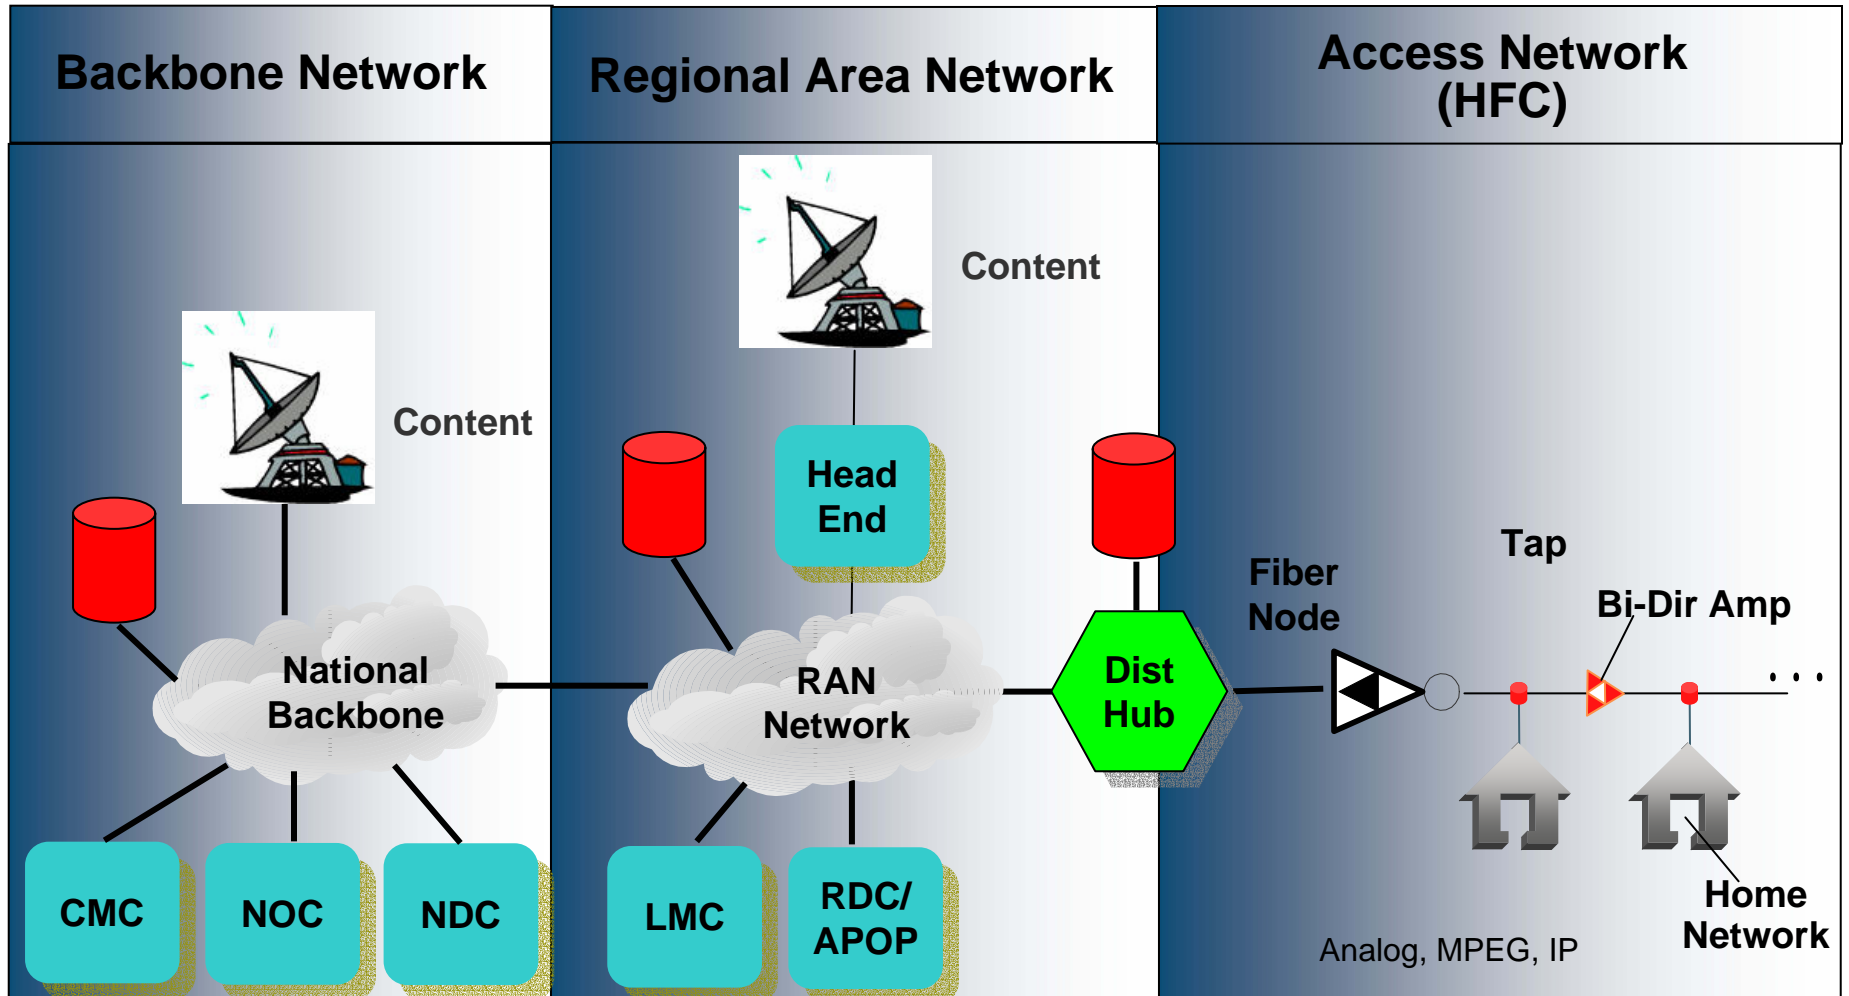 Backbone Network
Regional Area Network
Access Network
(HFC)
Content
Content
Head
End
Tap
Fiber
Node
Bi-Dir Amp
National
Backbone
RAN
Network
Dist
Hub
. . .
CMC
NOC
NDC
LMC
RDC/
APOP
Home
Network
Analog, MPEG, IP